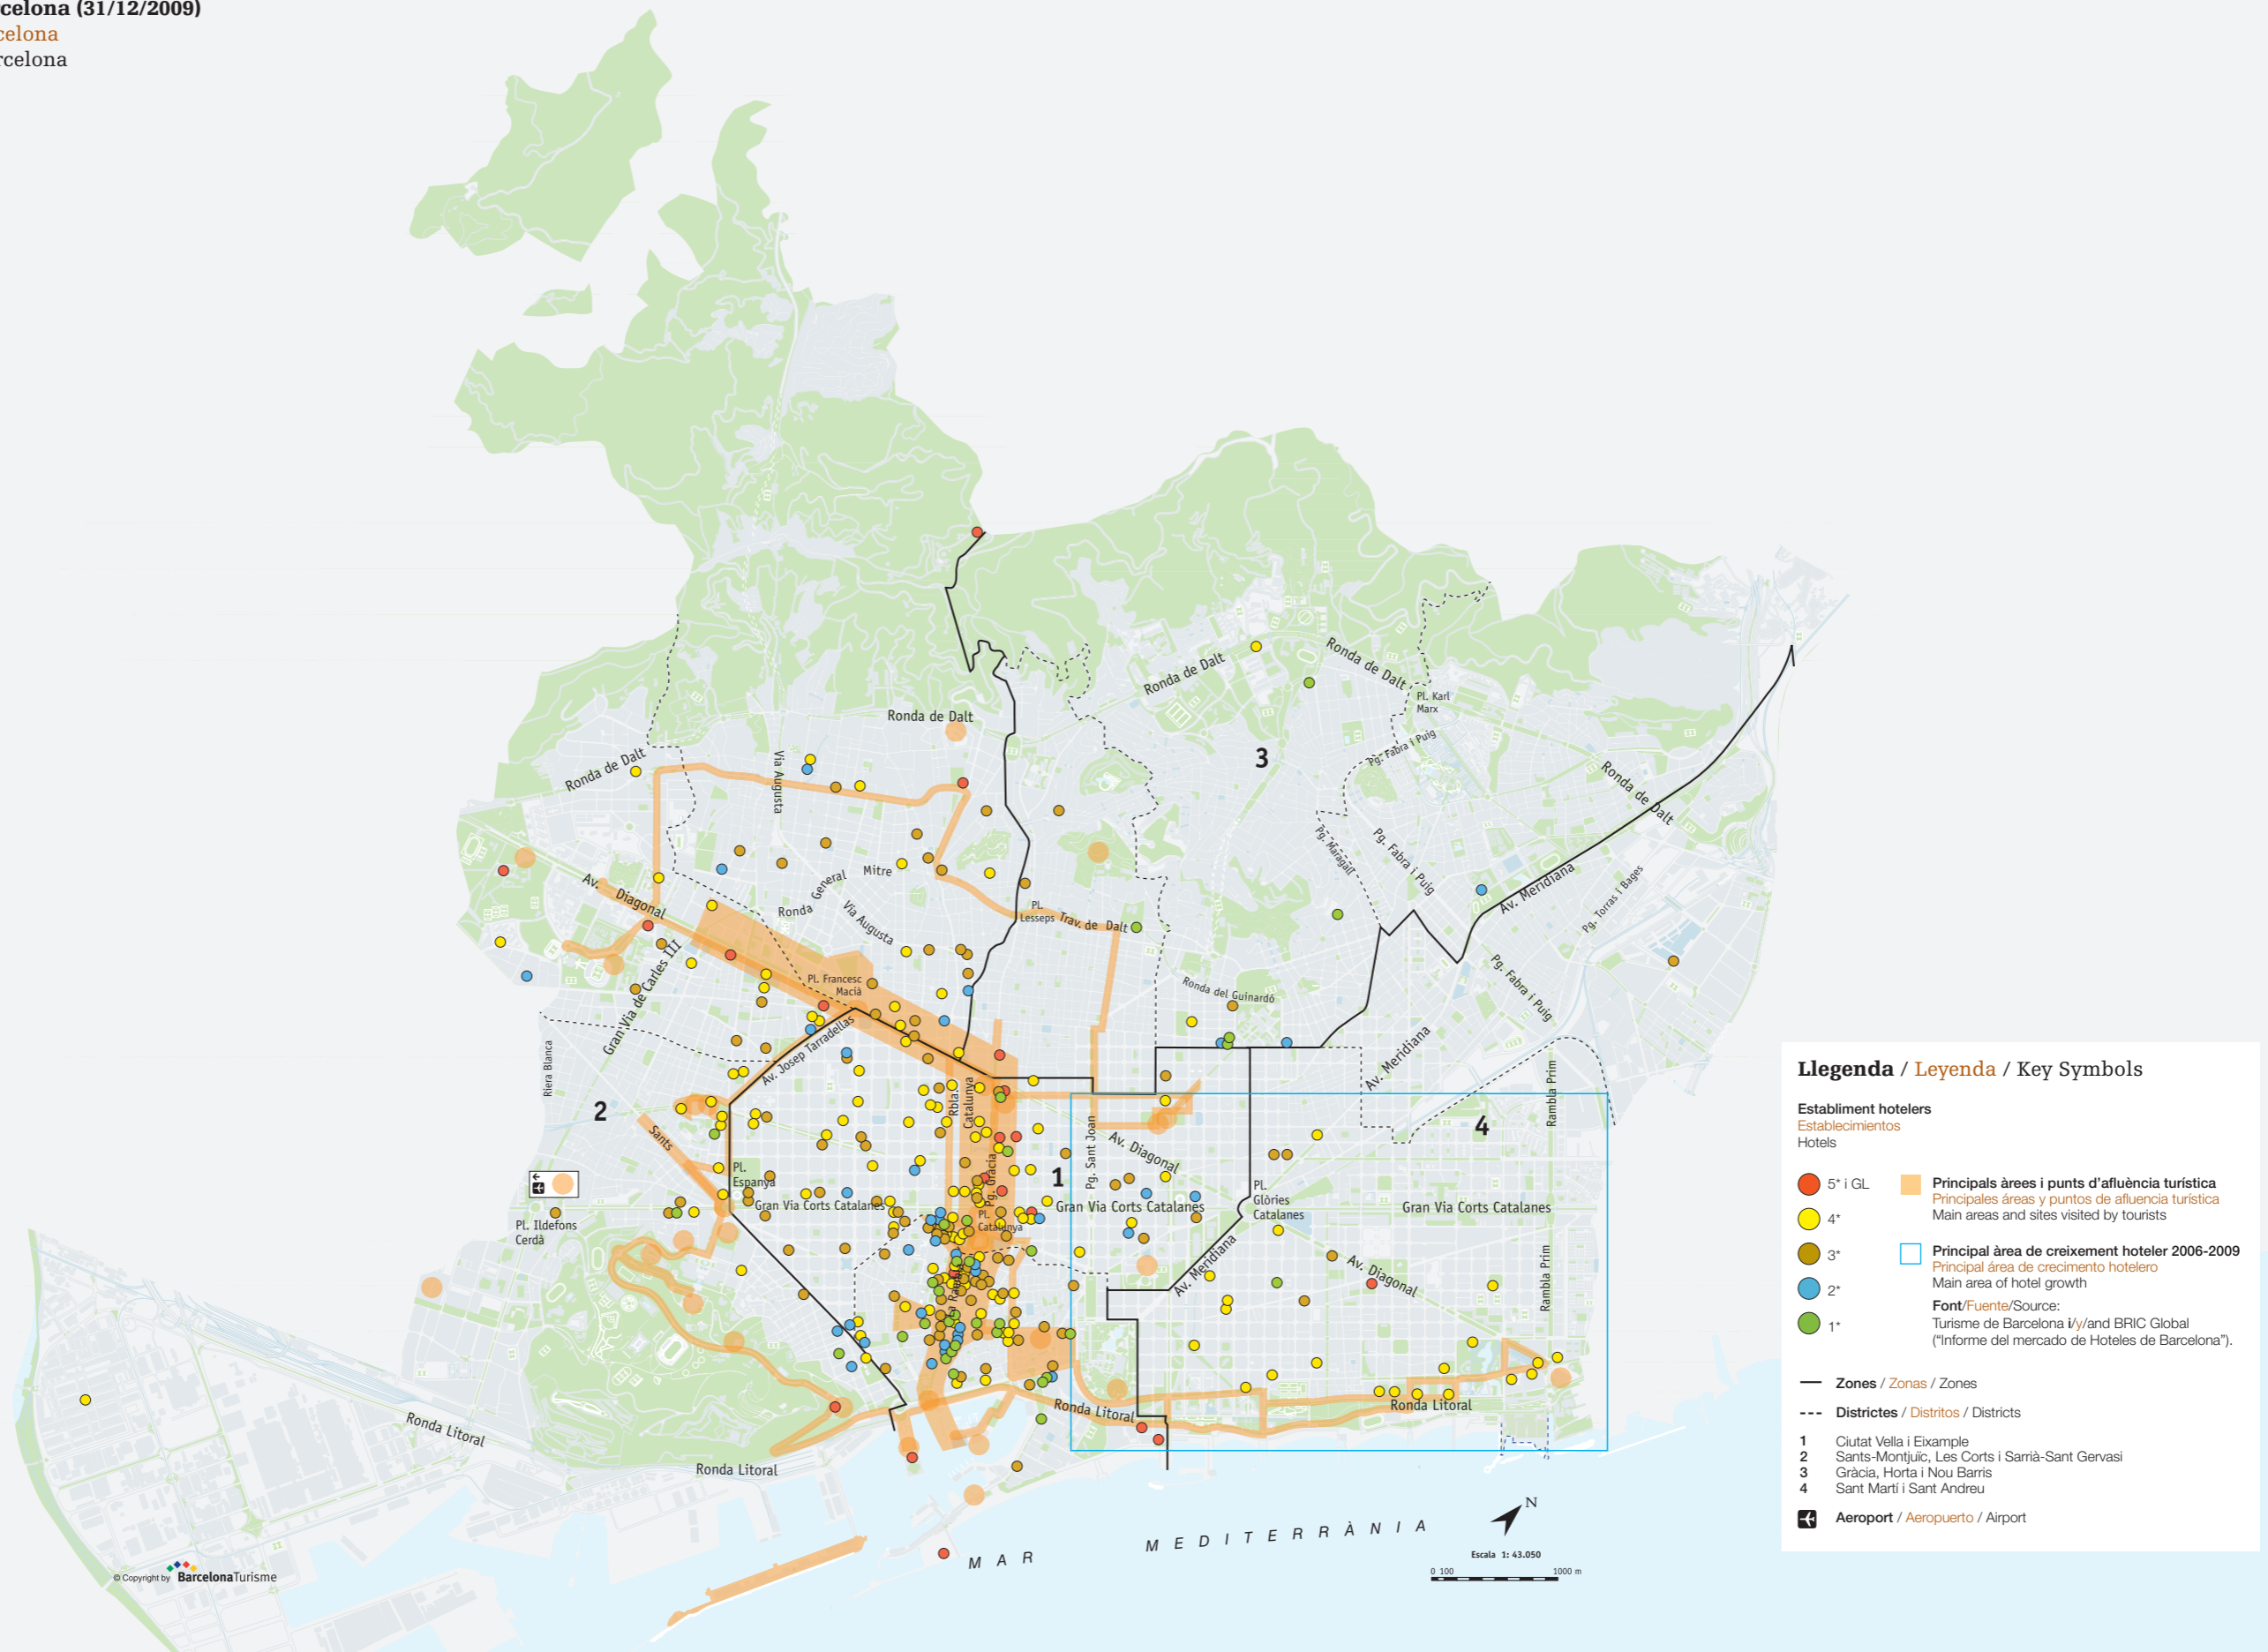 rcelona (31/12/2009)
celona
rcelona
Ronda de Dalt
Ronda de Dalt
Pl. Karl
Marx
Ronda de Dalt
Ronda de Dalt
Via Augusta
3
Pg. Fabra i Puig
Ronda de Dalt
Pg. Maragall
Pg. Fabra i Puig
Mitre
General
Ronda
Av. Diagonal
Via Augusta
Pl.
Lesseps
Trav. de Dalt
Av. Meridiana
Pg. Torras i Bages
Gran Via de Carles III
Pl. Francesc
Macià
Ronda del Guinardó
Pg. Fabra i Puig
Av. Josep Tarradellas
Av. Meridiana
Riera Blanca
Rambla Prim
2
Rbla.
Catalunya
Sants
Pg. Sant Joan
Av. Diagonal
4
Pl.
Espanya
Pg. Gràcia
1
Pl.
Glòries
Catalanes
Gran Via Corts Catalanes
Gran Via Corts Catalanes
Gran Via Corts Catalanes
Pl.
Catalunya
Pl. Ildefons
Cerdà
Av. Meridiana
Av. Diagonal
Rambla Prim
La Rambla
Ronda Litoral
Ronda Litoral
Ronda Litoral
Ronda Litoral
MAR MEDITERRÀNIA
N
Escala 1: 43.050
0 100 1000 m
© Copyright by BarcelonaTurisme
Llegenda / Leyenda / Key Symbols
Establiment hotelers
Establecimientos
Hotels
5* i GL
4*
3*
2*
1*
Principals àrees i punts d'afluència turística
Principales áreas y puntos de afluencia turística
Main areas and sites visited by tourists
Principal àrea de creixement hoteler 2006-2009
Principal área de crecimento hotelero
Main area of hotel growth
Font/Fuente/Source:
Turisme de Barcelona i/y/and BRIC Global
("Informe del mercado de Hoteles de Barcelona").
Zones / Zonas / Zones
Districtes / Distritos / Districts
1 Ciutat Vella i Eixample
2 Sants-Montjuïc, Les Corts i Sarrià-Sant Gervasi
3 Gràcia, Horta i Nou Barris
4 Sant Martí i Sant Andreu
Aeroport / Aeropuerto / Airport